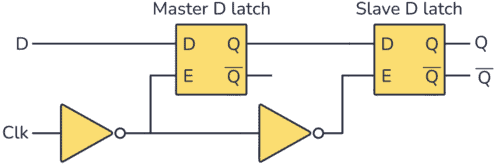 Master D latch Slave D latch
D D Q D Q Q
E Q̅ E Q̅ Q̅
Clk